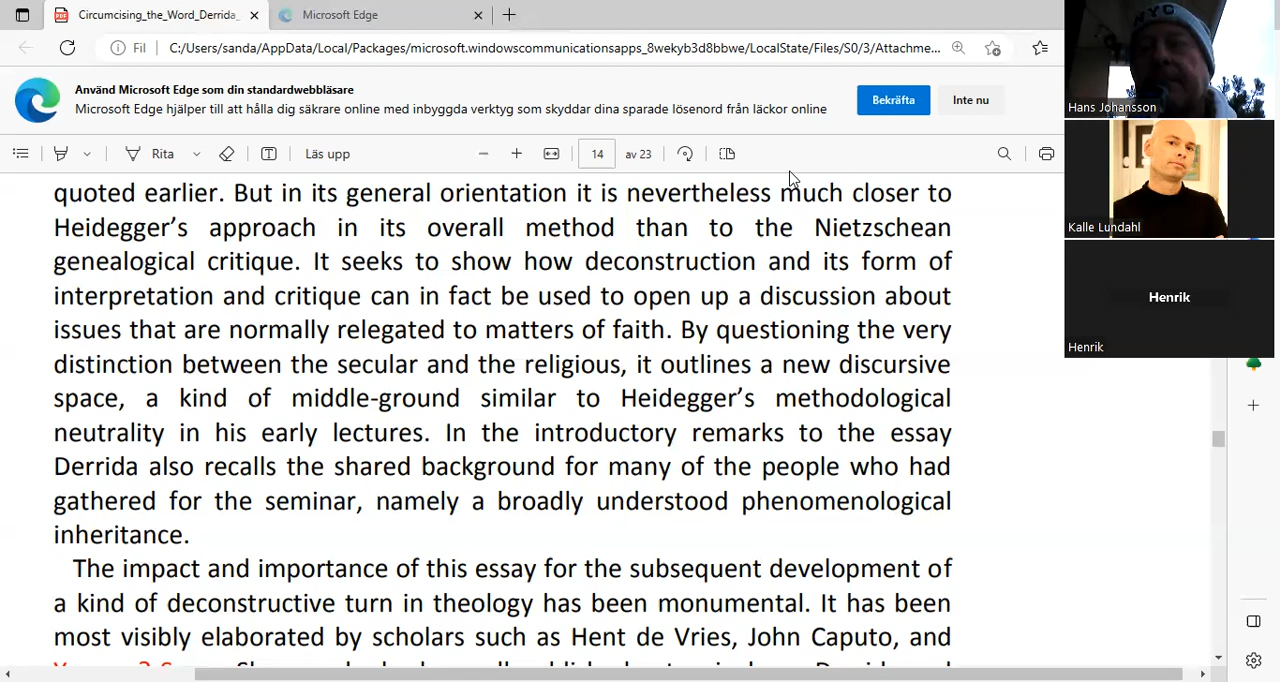 Circumcising_the_Word_Derrida_
Microsoft Edge
Fil
C:/Users/sanda/AppData/Local/Packages/microsoft.windowscommunicationsapps_8wekyb3d8bbwe/LocalState/Files/S0/3/Attachme...
Använd Microsoft Edge som din standardwebbläsare
Microsoft Edge hjälper till att hålla dig säkrare online med inbyggda verktyg som skyddar dina sparade lösenord från läckor online
Bekräfta
Inte nu
Rita
Läs upp
14
av 23
quoted earlier. But in its general orientation it is nevertheless much closer to
Heidegger’s approach in its overall method than to the Nietzschean
genealogical critique. It seeks to show how deconstruction and its form of
interpretation and critique can in fact be used to open up a discussion about
issues that are normally relegated to matters of faith. By questioning the very
distinction between the secular and the religious, it outlines a new discursive
space, a kind of middle-ground similar to Heidegger’s methodological
neutrality in his early lectures. In the introductory remarks to the essay
Derrida also recalls the shared background for many of the people who had
gathered for the seminar, namely a broadly understood phenomenological
inheritance.
The impact and importance of this essay for the subsequent development of
a kind of deconstructive turn in theology has been monumental. It has been
most visibly elaborated by scholars such as Hent de Vries, John Caputo, and
NYC
Hans Johansson
Kalle Lundahl
Henrik
Henrik